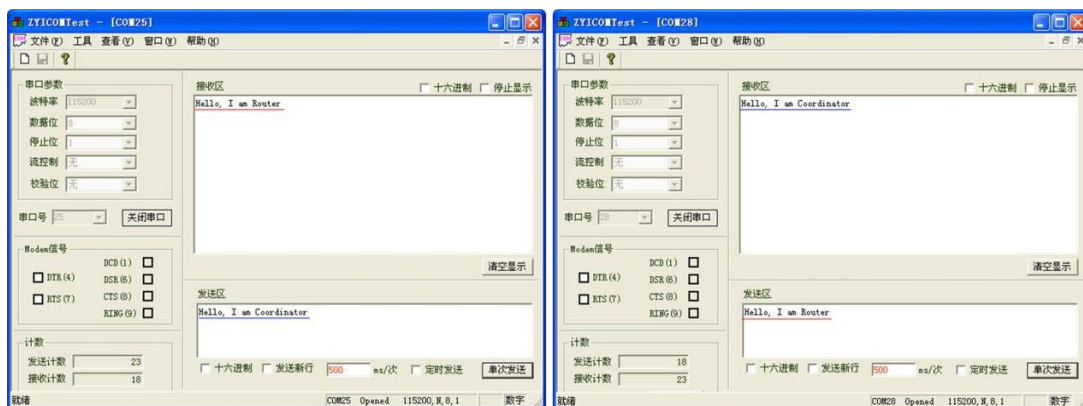 ZYICOMTest - [COM25]
文件(F) 工具 查看(V) 窗口(W) 帮助(H)
串口参数
波特率 115200
数据位 8
停止位 1
流控制 无
校验位 无
串口号 25 关闭串口
Modem信号
DCD(1)
DTR(4) DSR(6)
RTS(7) CTS(8)
RING(9)
计数
发送计数 23
接收计数 18
接收区 十六进制 停止显示
Hello, I am Router
清空显示
发送区
Hello, I am Coordinator
十六进制 发送新行 500 ms/次 定时发送 单次发送
就绪 COM25 Opened 115200,N,8,1 数字
ZYICOMTest - [COM28]
文件(F) 工具 查看(V) 窗口(W) 帮助(H)
串口参数
波特率 115200
数据位 8
停止位 1
流控制 无
校验位 无
串口号 28 关闭串口
Modem信号
DCD(1)
DTR(4) DSR(6)
RTS(7) CTS(8)
RING(9)
计数
发送计数 18
接收计数 23
接收区 十六进制 停止显示
Hello, I am Coordinator
清空显示
发送区
Hello, I am Router
十六进制 发送新行 500 ms/次 定时发送 单次发送
就绪 COM28 Opened 115200,N,8,1 数字